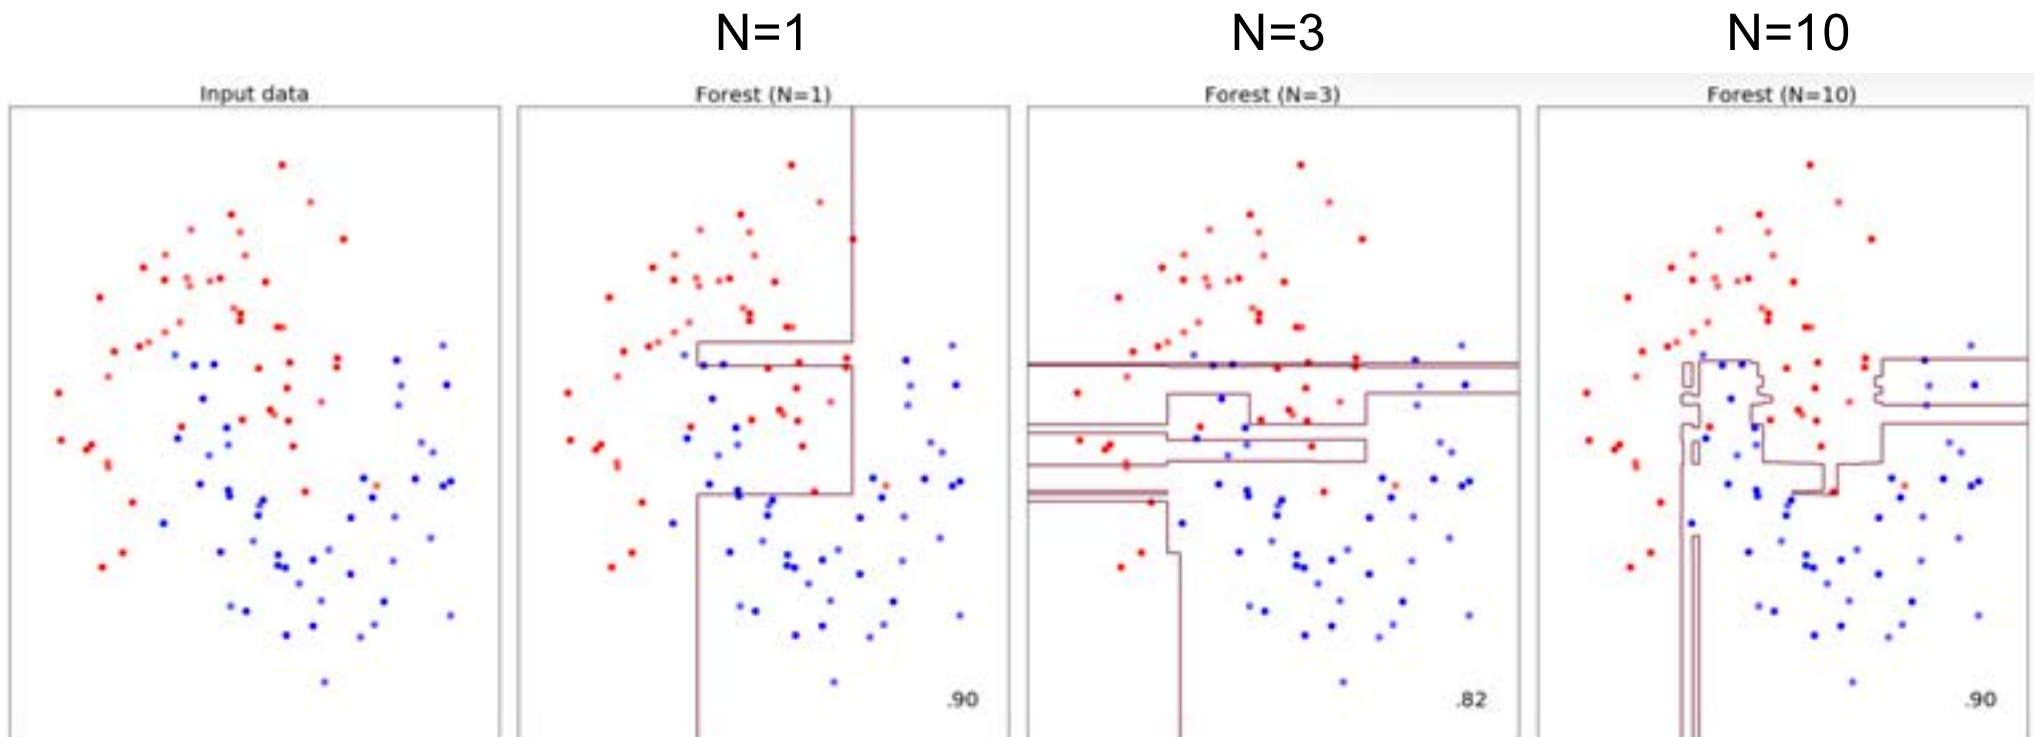 N=1
N=3
N=10
Input data
Forest (N=1)
Forest (N=3)
Forest (N=10)
.90
.82
.90